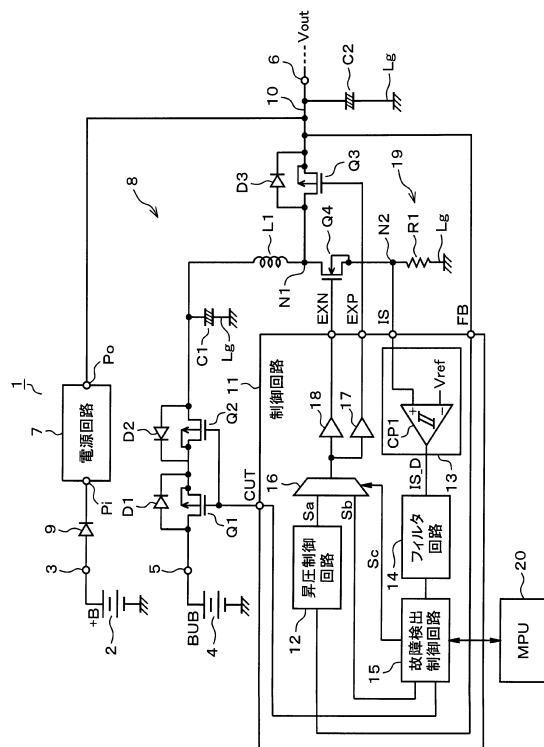 1
8
7
電源回路
Pi
Po
9
3
+B
2
D1
D2
Q1
Q2
5
BUB
4
C1
Lg
L1
N1
D3
Q3
Q4
10
6
Vout
C2
Lg
19
N2
R1
Lg
11
制御回路
CUT
EXN
EXP
IS
FB
18
17
16
Sa
Sb
Sc
12
昇圧制御
回路
CP1
+
−
Vref
13
IS_D
14
フィルタ
回路
15
故障検出
制御回路
20
MPU